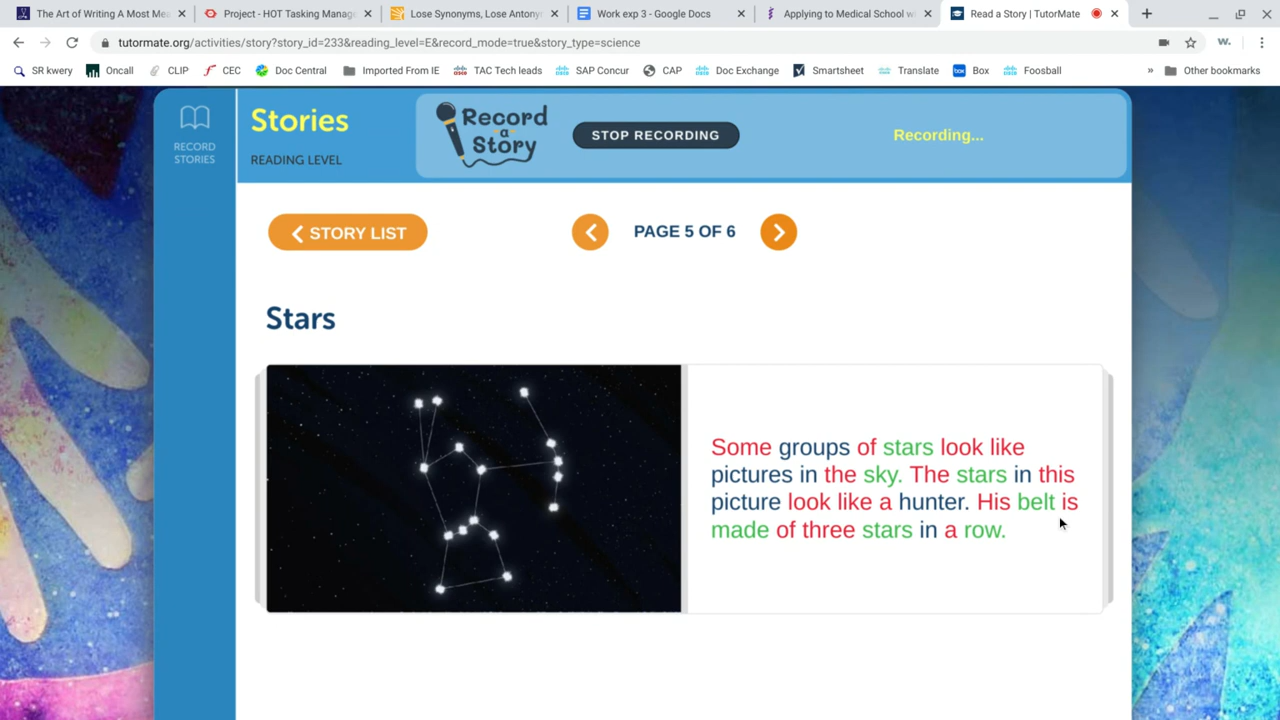 The Art of Writing A Most Me
Project - HOT Tasking Manage
Lose Synonyms, Lose Antonyr
Work exp 3 - Google Docs
Applying to Medical School w
Read a Story | TutorMate
tutormate.org/activities/story?story_id=233&reading_level=E&record_mode=true&story_type=science
W.
SR kwery
Oncall
CLIP
CEC
Doc Central
Imported From IE
TAC Tech leads
SAP Concur
CAP
Doc Exchange
Smartsheet
Translate
box
Box
Foosball
»
Other bookmarks
RECORD
STORIES
Stories
READING LEVEL
Record
a
Story
STOP RECORDING
Recording...
STORY LIST
PAGE 5 OF 6
Stars
Some groups of stars look like
pictures in the sky. The stars in this
picture look like a hunter. His belt is
made of three stars in a row.